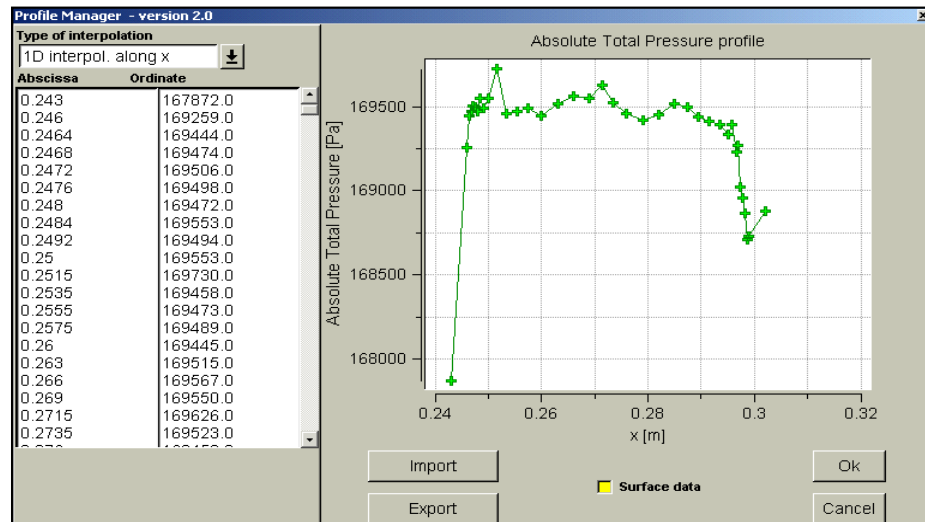 Profile Manager - version 2.0
Type of interpolation
1D interpol. along x
Abscissa Ordinate
0.243 167872.0
0.246 169259.0
0.2464 169444.0
0.2468 169474.0
0.2472 169506.0
0.2476 169498.0
0.248 169472.0
0.2484 169553.0
0.2492 169494.0
0.25 169553.0
0.2515 169730.0
0.2535 169458.0
0.2555 169473.0
0.2575 169489.0
0.26 169445.0
0.263 169515.0
0.266 169567.0
0.269 169550.0
0.2715 169626.0
0.2735 169523.0
Absolute Total Pressure profile
Absolute Total Pressure [Pa]
169500
169000
168500
168000
0.24 0.26 0.28 0.3 0.32
x [m]
Import
Export
Surface data
Ok
Cancel